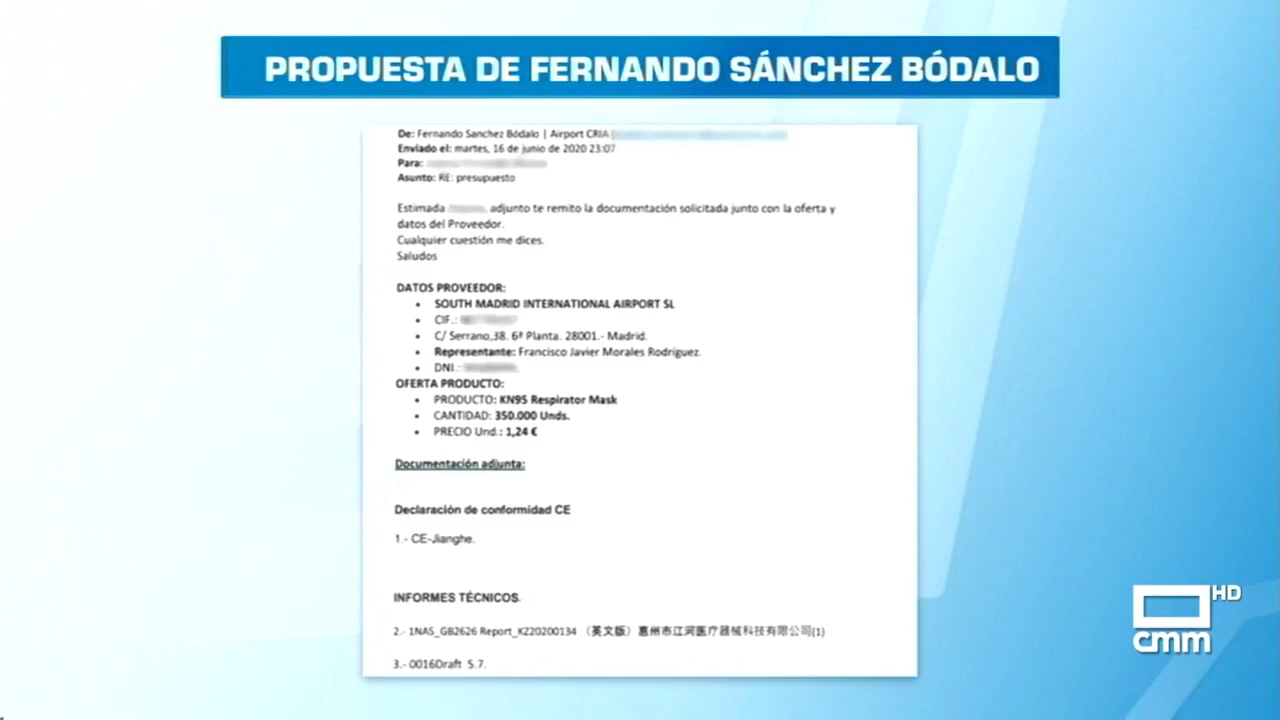 PROPUESTA DE FERNANDO SÁNCHEZ BÓDALO
De: Fernando Sanchez Bódalo | Airport CRIA
Enviado el: martes, 16 de junio de 2020 23:07
Para:
Asunto: RE: presupuesto
Estimada , adjunto te remito la documentación solicitada junto con la oferta y
datos del Proveedor.
Cualquier cuestión me dices.
Saludos
DATOS PROVEEDOR:
• SOUTH MADRID INTERNATIONAL AIRPORT SL
• CIF.:
• C/ Serrano,38. 6ª Planta. 28001.- Madrid.
• Representante: Francisco Javier Morales Rodríguez.
• DNI.:
OFERTA PRODUCTO:
• PRODUCTO: KN95 Respirator Mask
• CANTIDAD: 350.000 Unds.
• PRECIO Und.: 1,24 €
Documentación adjunta:
Declaración de conformidad CE
1.- CE-Jianghe.
INFORMES TÉCNICOS.
2.- 1NAS_GB2626 Report_KZ20200134 （英文版）惠州市江河医疗器械科技有限公司(1)
3.- 0016Draft 5.7.
HD
cmm